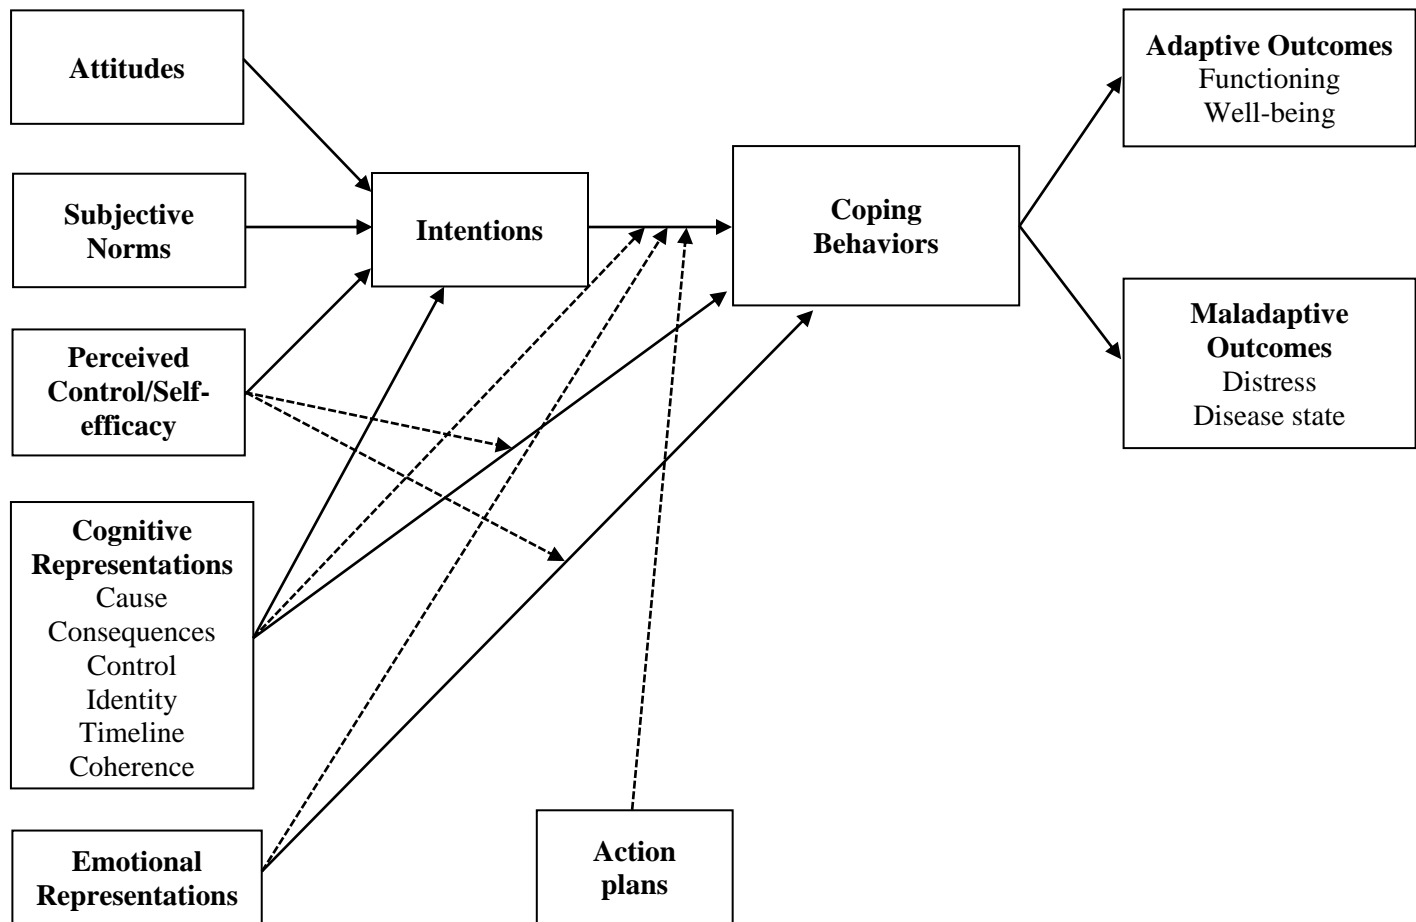 Attitudes
Subjective
Norms
Perceived
Control/Self-
efficacy
Cognitive
Representations
Cause
Consequences
Control
Identity
Timeline
Coherence
Emotional
Representations
Intentions
Action
plans
Coping
Behaviors
Adaptive Outcomes
Functioning
Well-being
Maladaptive
Outcomes
Distress
Disease state